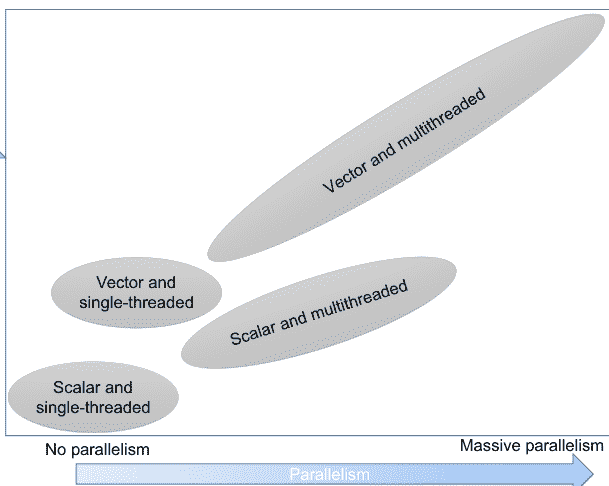 Vector and multithreaded
Vector and
single-threaded
Scalar and multithreaded
Scalar and
single-threaded
No parallelism
Massive parallelism
Parallelism